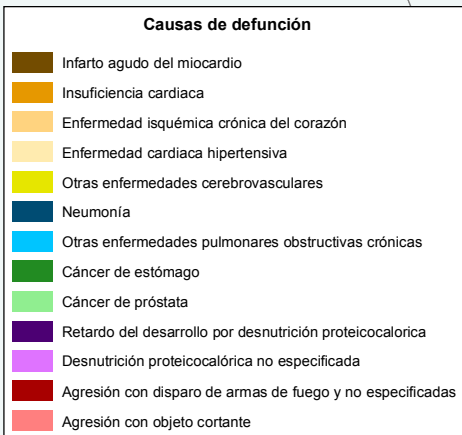 Causas de defunción
Infarto agudo del miocardio
Insuficiencia cardiaca
Enfermedad isquémica crónica del corazón
Enfermedad cardiaca hipertensiva
Otras enfermedades cerebrovasculares
Neumonía
Otras enfermedades pulmonares obstructivas crónicas
Cáncer de estómago
Cáncer de próstata
Retardo del desarrollo por desnutrición proteicocalorica
Desnutrición proteicocalórica no especificada
Agresión con disparo de armas de fuego y no especificadas
Agresión con objeto cortante